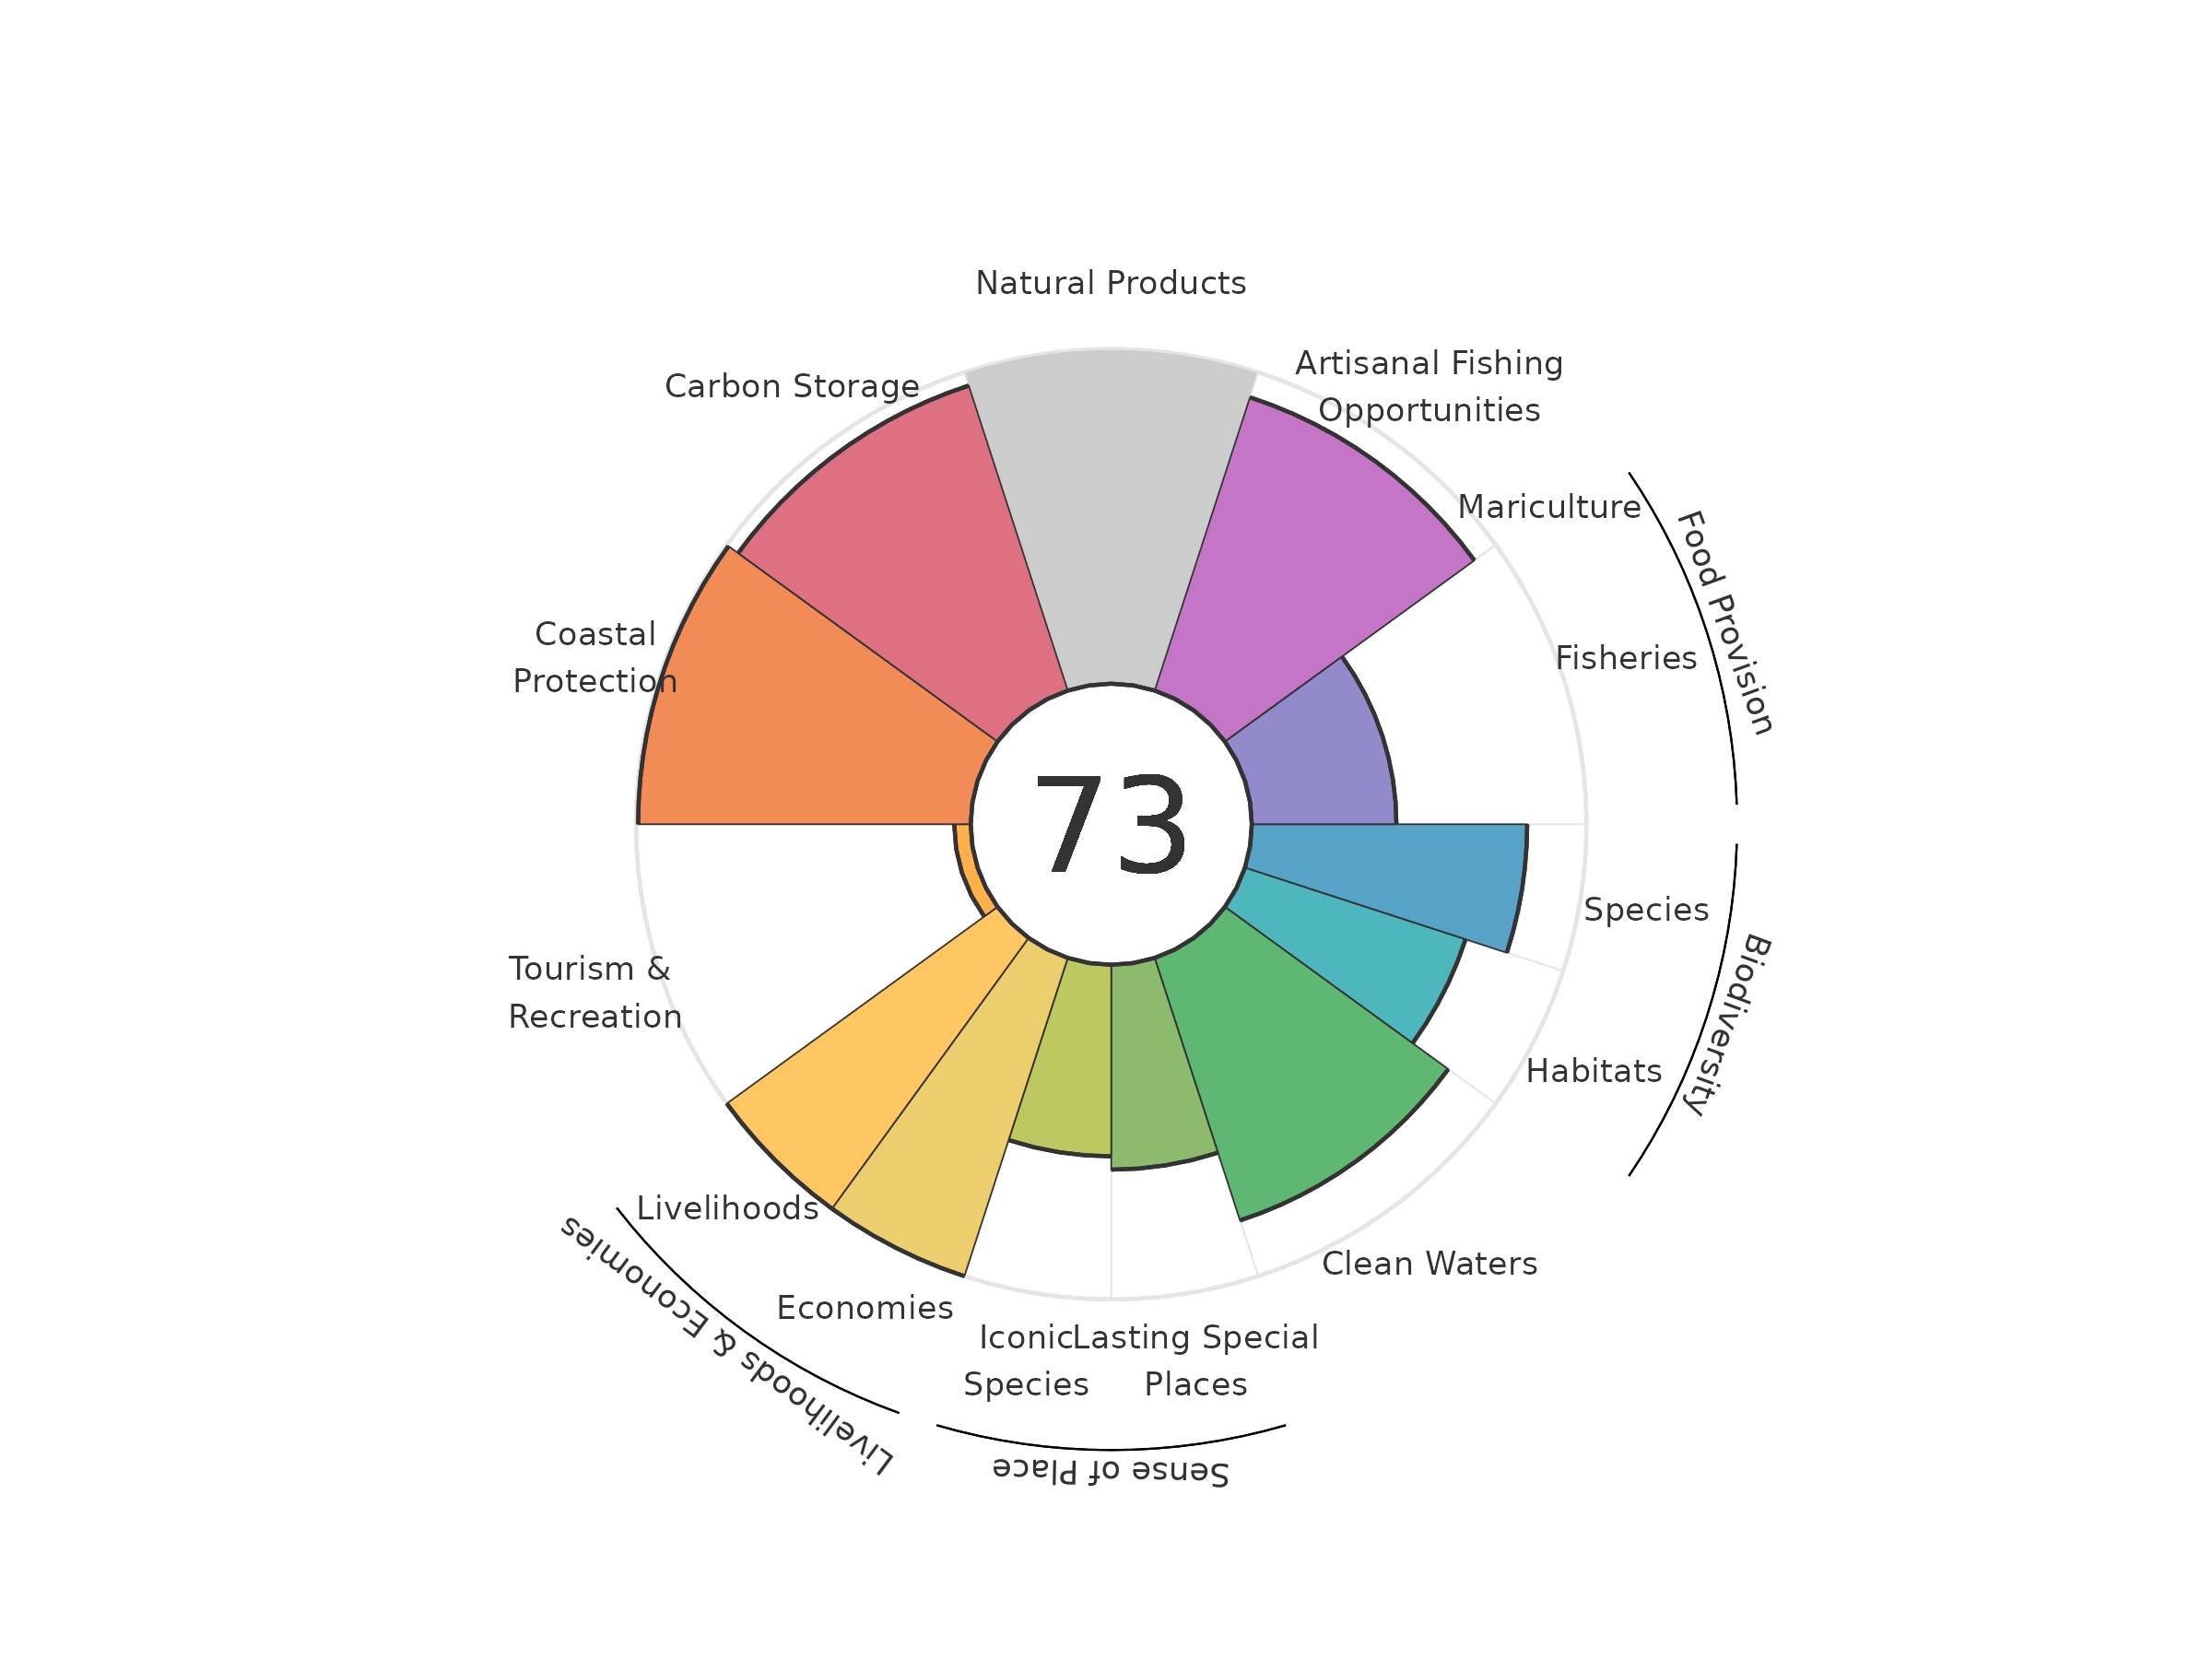 Natural Products
Artisanal Fishing
Opportunities
Carbon Storage
Mariculture
Food Provision
Coastal
Protection
Fisheries
73
Species
Biodiversity
Tourism &
Recreation
Habitats
Livelihoods
Clean Waters
Economies
Livelihoods & Economies
Iconic
Species
Lasting Special
Places
Sense of Place